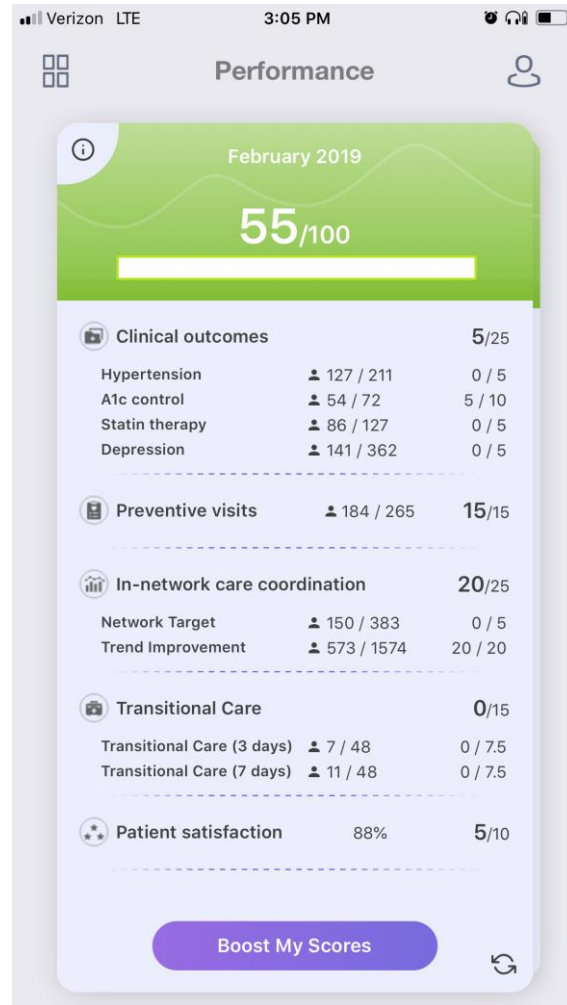 Verizon LTE 3:05 PM
Performance
February 2019
55/100
Clinical outcomes 5/25
Hypertension 127 / 211 0 / 5
A1c control 54 / 72 5 / 10
Statin therapy 86 / 127 0 / 5
Depression 141 / 362 0 / 5
Preventive visits 184 / 265 15/15
In-network care coordination 20/25
Network Target 150 / 383 0 / 5
Trend Improvement 573 / 1574 20 / 20
Transitional Care 0/15
Transitional Care (3 days) 7 / 48 0 / 7.5
Transitional Care (7 days) 11 / 48 0 / 7.5
Patient satisfaction 88% 5/10
Boost My Scores